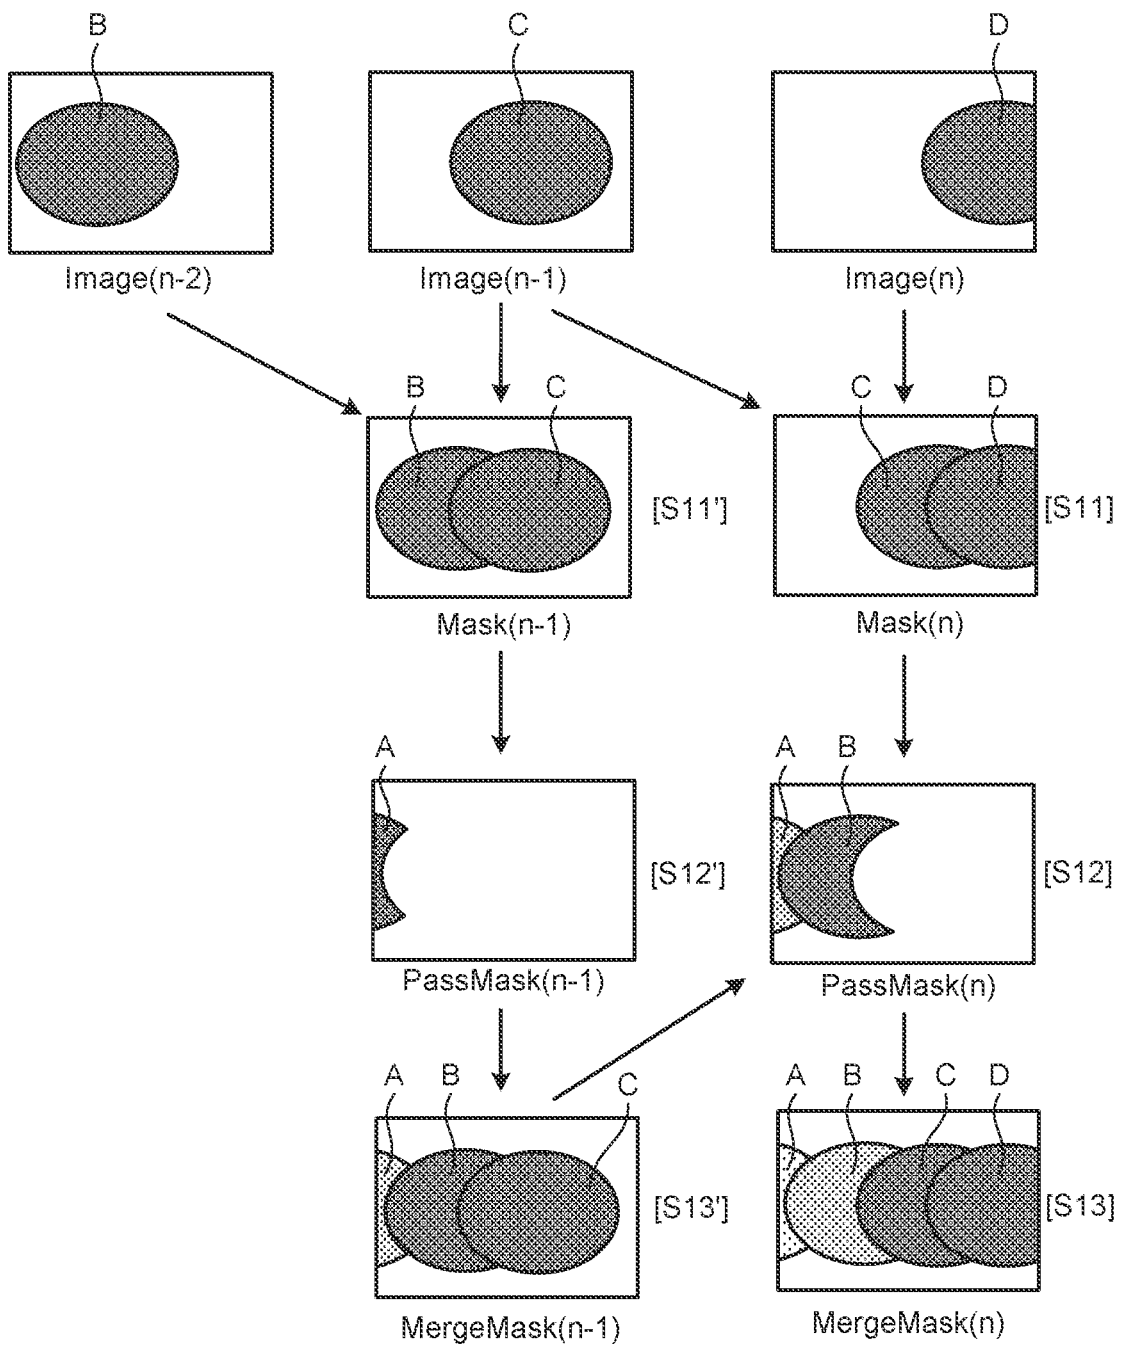 B C D
Image(n-2) Image(n-1) Image(n)
B C C D
[S11'] [S11]
Mask(n-1) Mask(n)
A A B
[S12'] [S12]
PassMask(n-1) PassMask(n)
A B C A B C D
[S13'] [S13]
MergeMask(n-1) MergeMask(n)